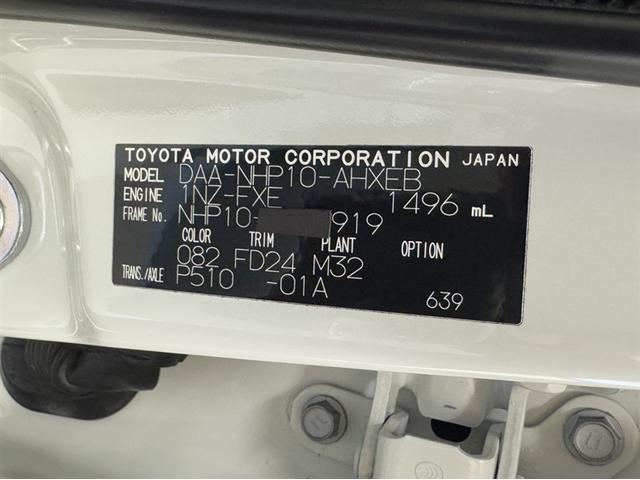 TOYOTA MOTOR CORPORATION JAPAN
MODEL DAA-NHP10-AHXEB
ENGINE 1NZ-FXE 1496 mL
FRAME No. NHP10- 919
COLOR TRIM PLANT OPTION
082 FD24 M32
TRANS./AXLE P510 -01A
639